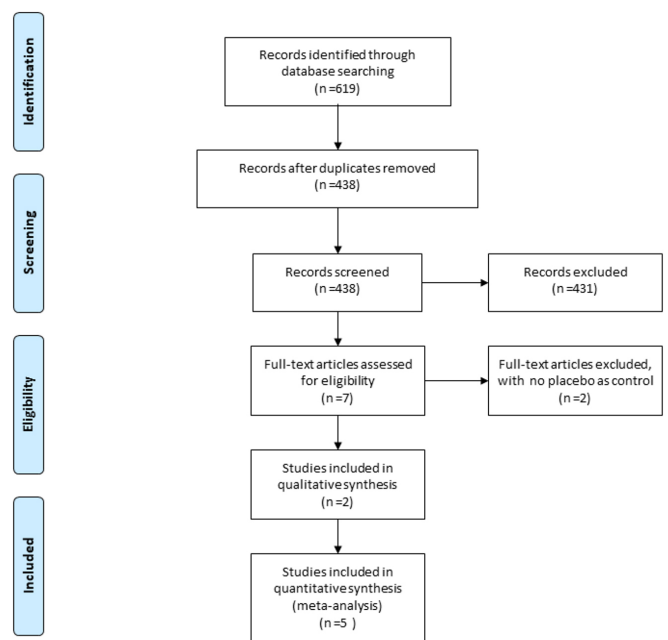 Identification
Records identified through
database searching
(n =619)
Records after duplicates removed
(n =438)
Screening
Records screened
(n =438)
Records excluded
(n =431)
Eligibility
Full-text articles assessed
for eligibility
(n =7)
Full-text articles excluded,
with no placebo as control
(n =2)
Studies included in
qualitative synthesis
(n =2)
Included
Studies included in
quantitative synthesis
(meta-analysis)
(n =5 )